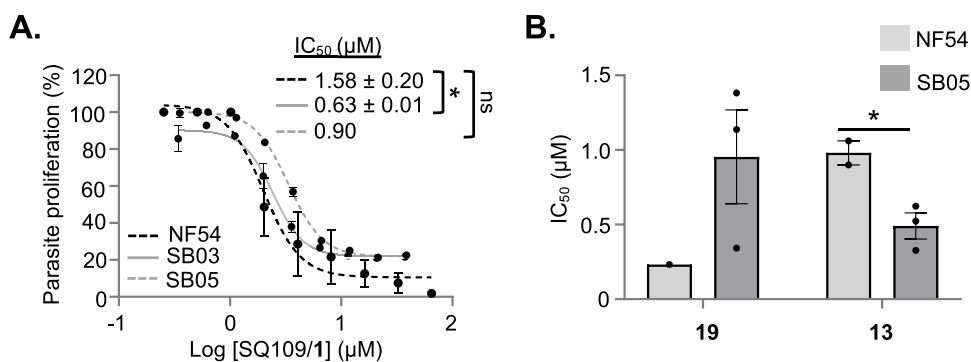 A.
IC50 (µM)
1.58 ± 0.20
0.63 ± 0.01
0.90
*
ns
Parasite proliferation (%)
120
100
80
60
40
20
0
NF54
SB03
SB05
-1
0
1
2
Log [SQ109/1] (µM)
B.
NF54
SB05
IC50 (µM)
1.5
1.0
0.5
0
*
19
13